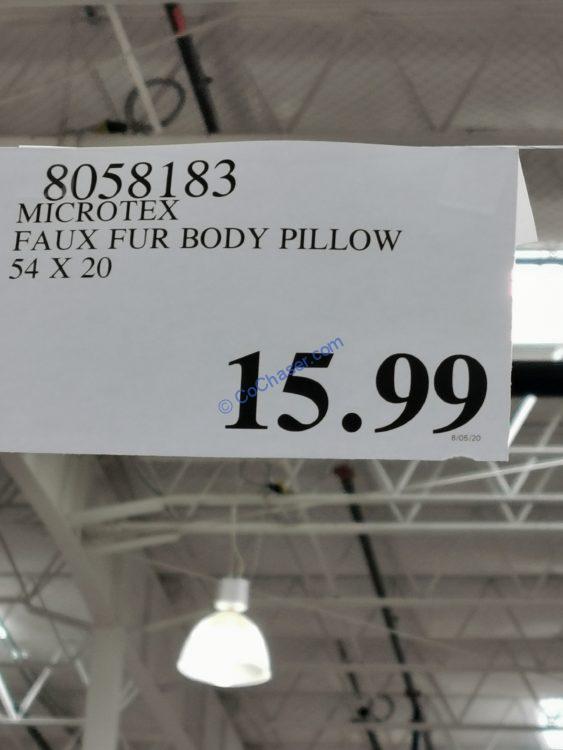 8058183
MICROTEX
FAUX FUR BODY PILLOW
54 X 20
15.99
© CoChaser.com
8/05/20